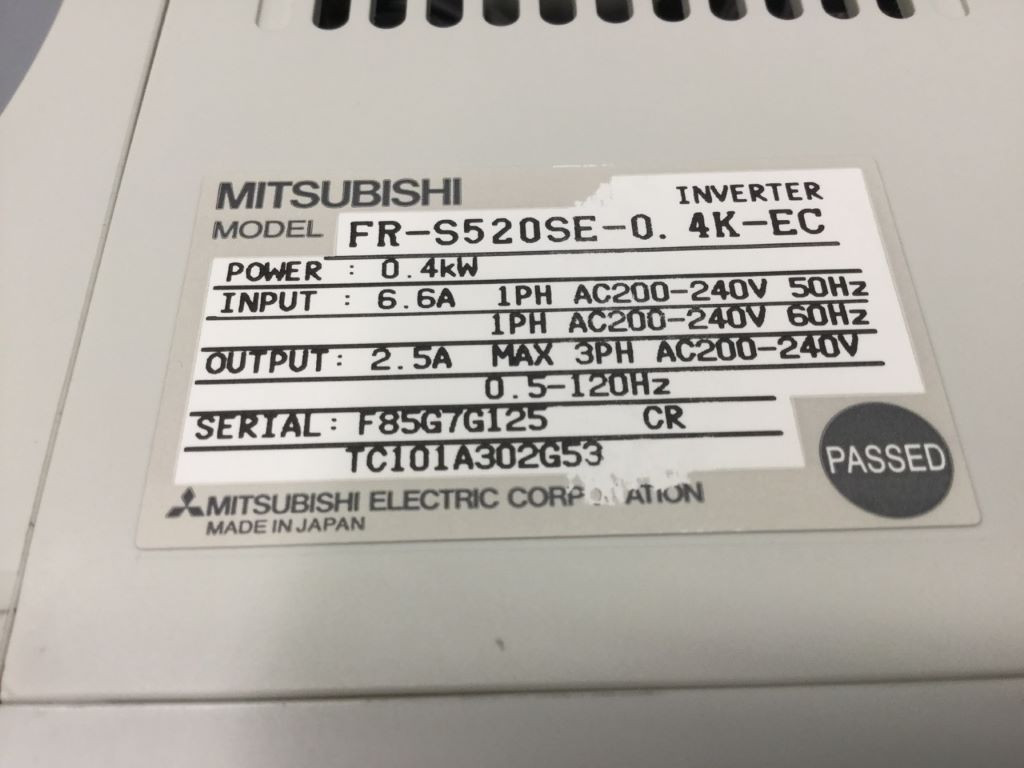 MITSUBISHI INVERTER
MODEL FR-S520SE-0.4K-EC
POWER : 0.4kW
INPUT : 6.6A 1PH AC200-240V 50Hz
1PH AC200-240V 60Hz
OUTPUT: 2.5A MAX 3PH AC200-240V
0.5-120Hz
SERIAL: F85G7G125 CR
TC101A302G53
PASSED
MITSUBISHI ELECTRIC
MADE IN JAPAN